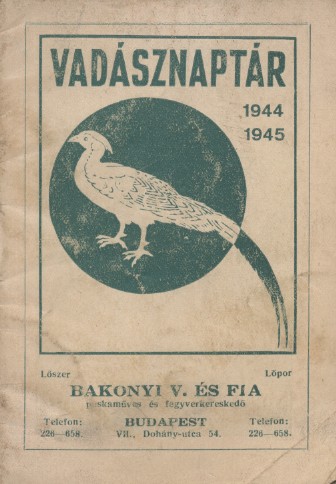 VADÁSZNAPTÁR
1944
1945
Lőszer Lőpor
BAKONYI V. ÉS FIA
puskaműves és fegyverkereskedő
Telefon: BUDAPEST Telefon:
226—658. VII., Dohány-utca 54. 226—658.